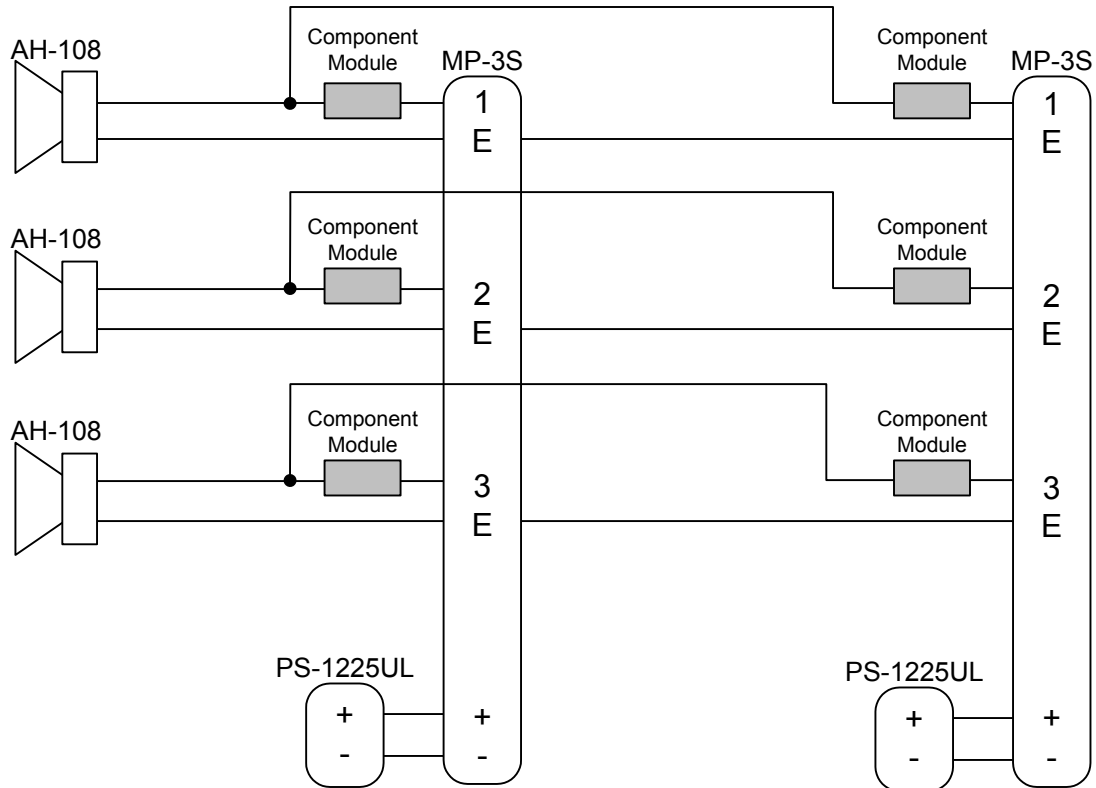 Component
Module
Component
Module
AH-108
MP-3S
MP-3S
1
E
1
E
Component
Module
Component
Module
AH-108
2
E
2
E
Component
Module
Component
Module
AH-108
3
E
3
E
PS-1225UL
PS-1225UL
+
-
+
-
+
-
+
-